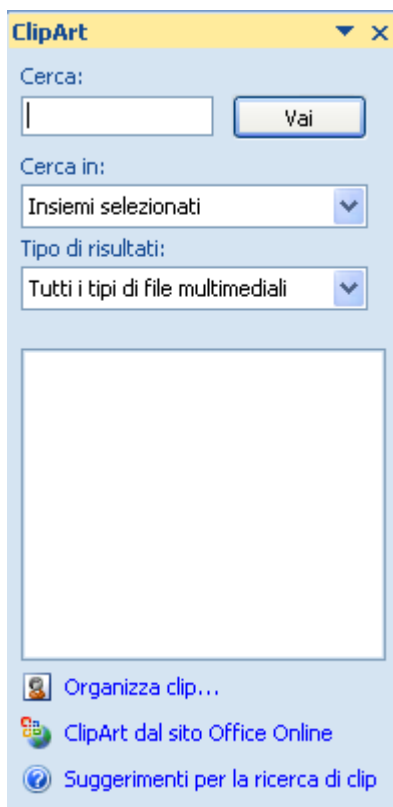 ClipArt
Cerca:
Vai
Cerca in:
Insiemi selezionati
Tipo di risultati:
Tutti i tipi di file multimediali
Organizza clip...
ClipArt dal sito Office Online
Suggerimenti per la ricerca di clip